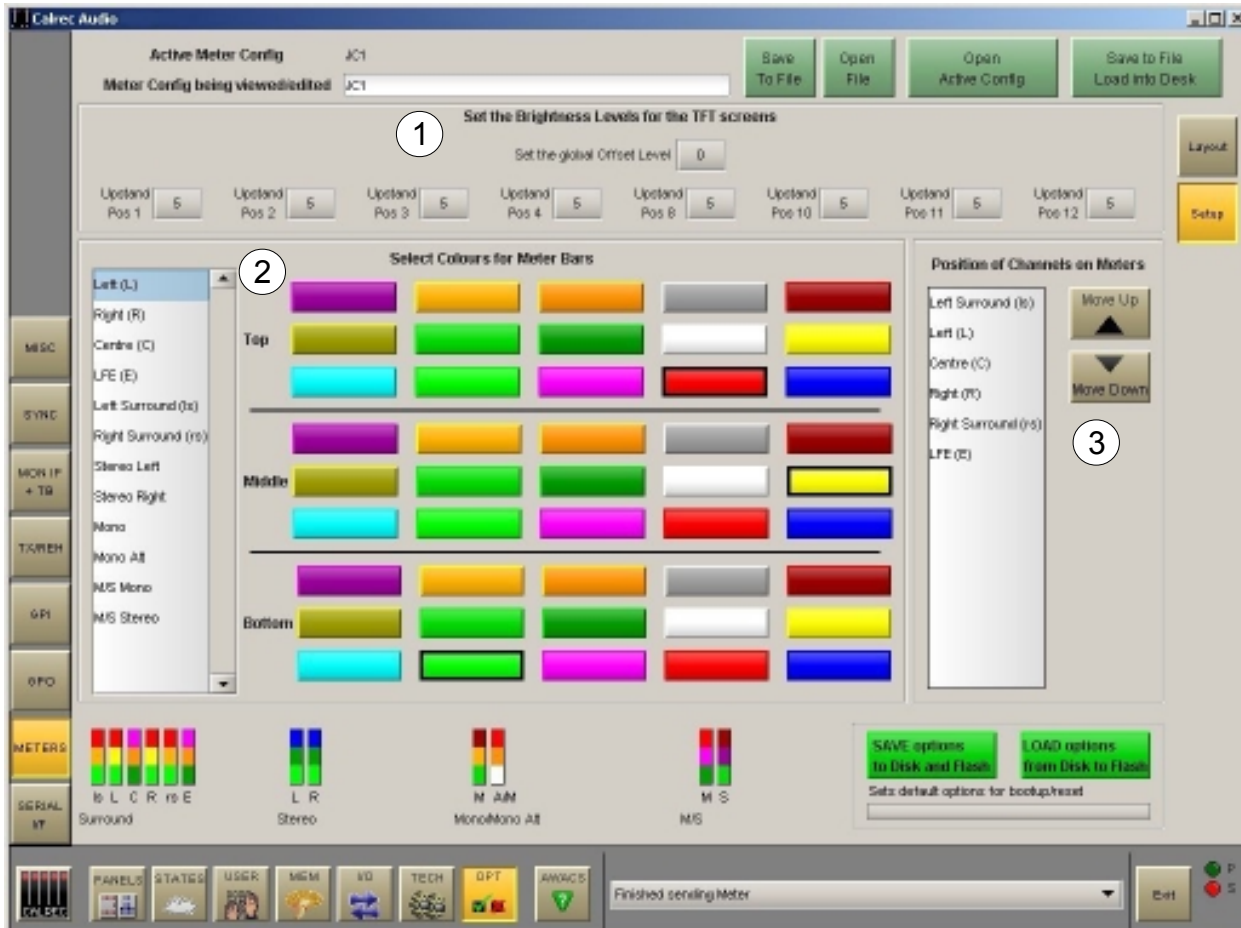 Calrec Audio
Active Meter Config JC1
Meter Config being viewed/edited JC1
Save To File
Open File
Open Active Config
Save to File Load into Desk
1
Set the Brightness Levels for the TFT screens
Set the global Offset Level 0
Upstand Pos 1 5
Upstand Pos 2 5
Upstand Pos 3 5
Upstand Pos 4 5
Upstand Pos 8 5
Upstand Pos 10 5
Upstand Pos 11 5
Upstand Pos 12 5
Layout
Setup
2
Select Colours for Meter Bars
Left (L)
Right (R)
Centre (C)
LFE (E)
Left Surround (ls)
Right Surround (rs)
Stereo Left
Stereo Right
Mono
Mono Alt
M/S Mono
M/S Stereo
Top
Middle
Bottom
Position of Channels on Meters
Left Surround (ls)
Left (L)
Centre (C)
Right (R)
Right Surround (rs)
LFE (E)
Move Up
Move Down
3
MISC
SYNC
MON IP + TB
TX/REH
GPI
GPO
METERS
SERIAL I/F
ls L C R rs E
Surround
L R
Stereo
M A/M
Mono/Mono Alt
M S
M/S
SAVE options to Disk and Flash
LOAD options from Disk to Flash
Sets default options for bootup/reset
CALREC
PANELS
STATES
USER
MEM
I/O
TECH
OPT
AWACS
Finished sending Meter
Exit
P
S